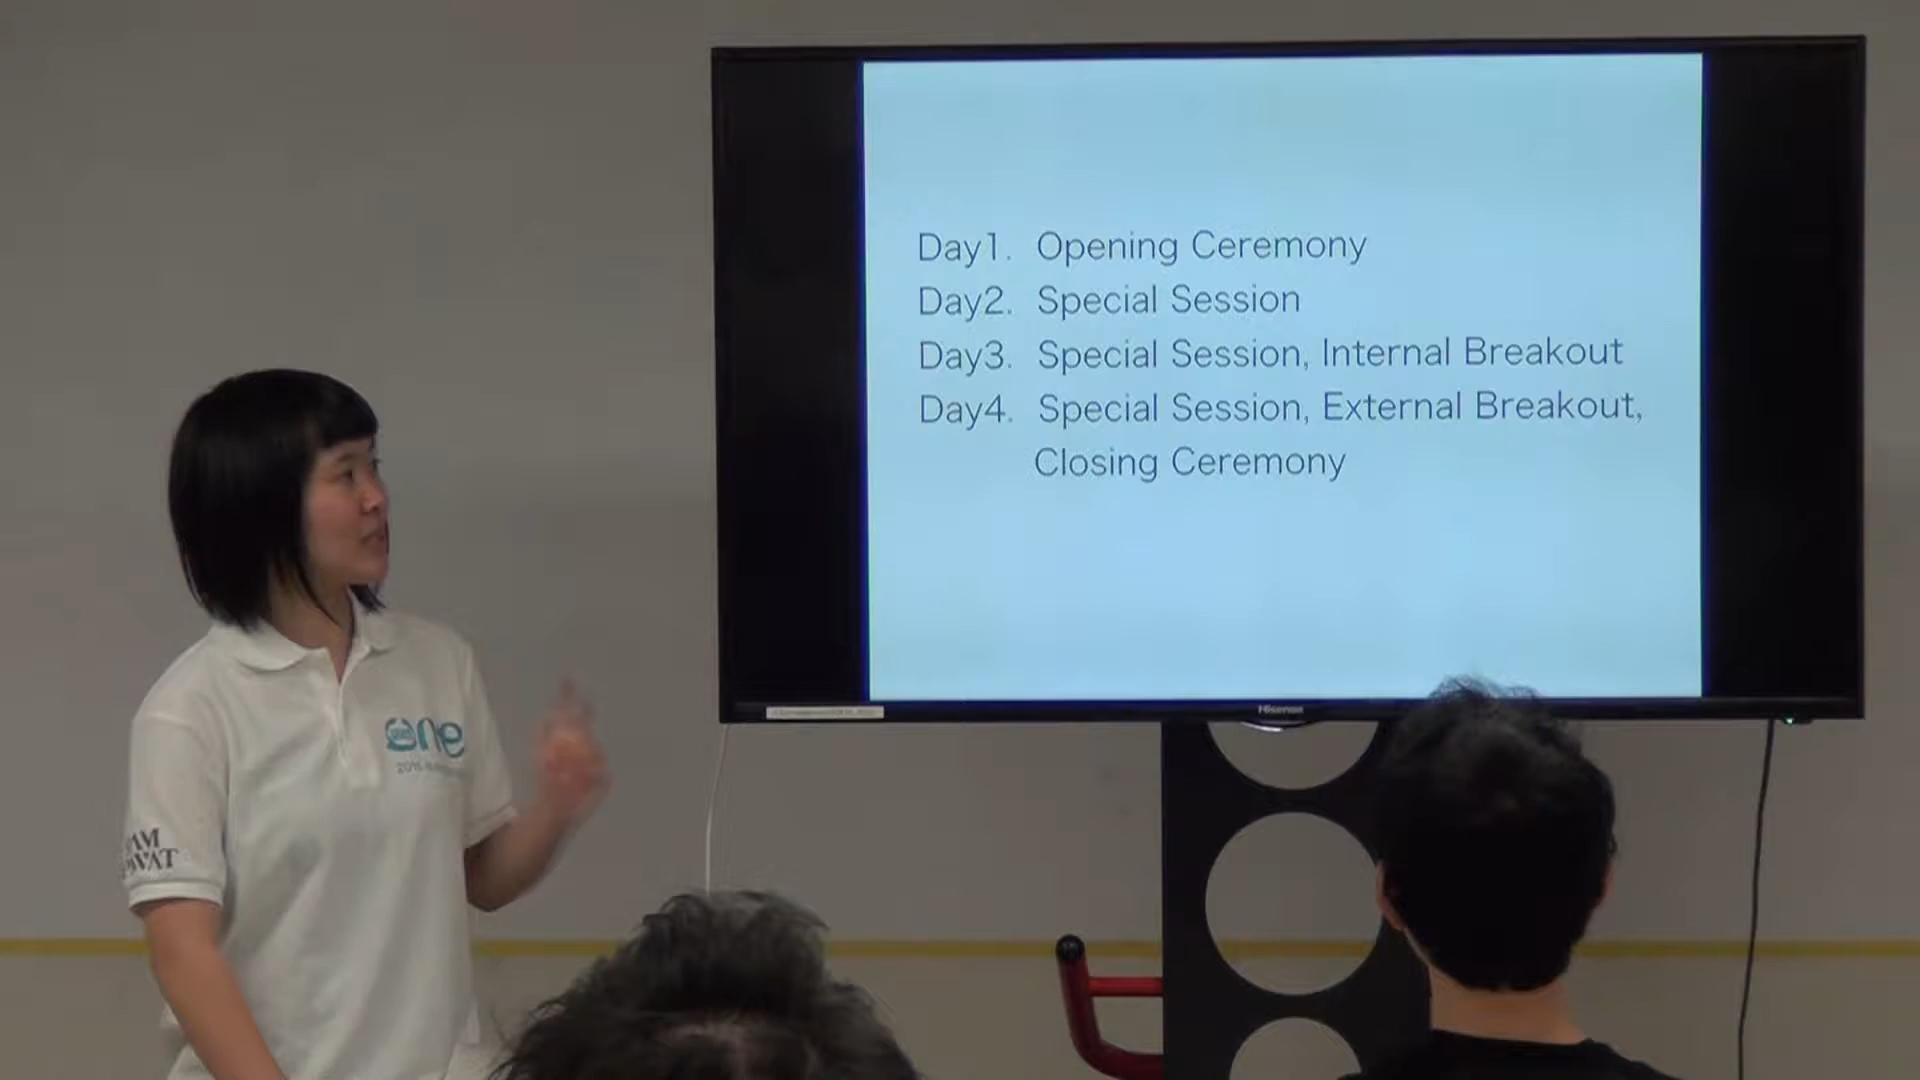 Day1. Opening Ceremony
Day2. Special Session
Day3. Special Session, Internal Breakout
Day4. Special Session, External Breakout,
Closing Ceremony
Hisense
one